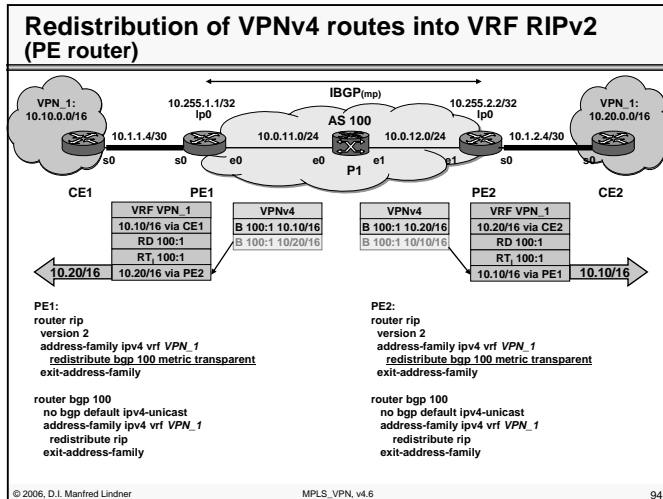 Redistribution of VPNv4 routes into VRF RIPv2
(PE router)
IBGP(mp)
VPN_1:
10.10.0.0/16
10.255.1.1/32
lp0
AS 100
10.255.2.2/32
lp0
VPN_1:
10.20.0.0/16
10.1.1.4/30
10.0.11.0/24
10.0.12.0/24
10.1.2.4/30
s0
s0
e0
e0
P1
e1
e1
s0
s0
CE1
PE1
PE2
CE2
VRF VPN_1
10.10/16 via CE1
RD 100:1
RTI 100:1
10.20/16 via PE2
VPNv4
B 100:1 10.10/16
B 100:1 10/20/16
VPNv4
B 100:1 10.20/16
B 100:1 10/10/16
VRF VPN_1
10.20/16 via CE2
RD 100:1
RTI 100:1
10.10/16 via PE1
10.20/16
10.10/16
PE1:
router rip
version 2
address-family ipv4 vrf VPN_1
redistribute bgp 100 metric transparent
exit-address-family
router bgp 100
no bgp default ipv4-unicast
address-family ipv4 vrf VPN_1
redistribute rip
exit-address-family
PE2:
router rip
version 2
address-family ipv4 vrf VPN_1
redistribute bgp 100 metric transparent
exit-address-family
router bgp 100
no bgp default ipv4-unicast
address-family ipv4 vrf VPN_1
redistribute rip
exit-address-family
© 2006, D.I. Manfred Lindner
MPLS_VPN, v4.6
94